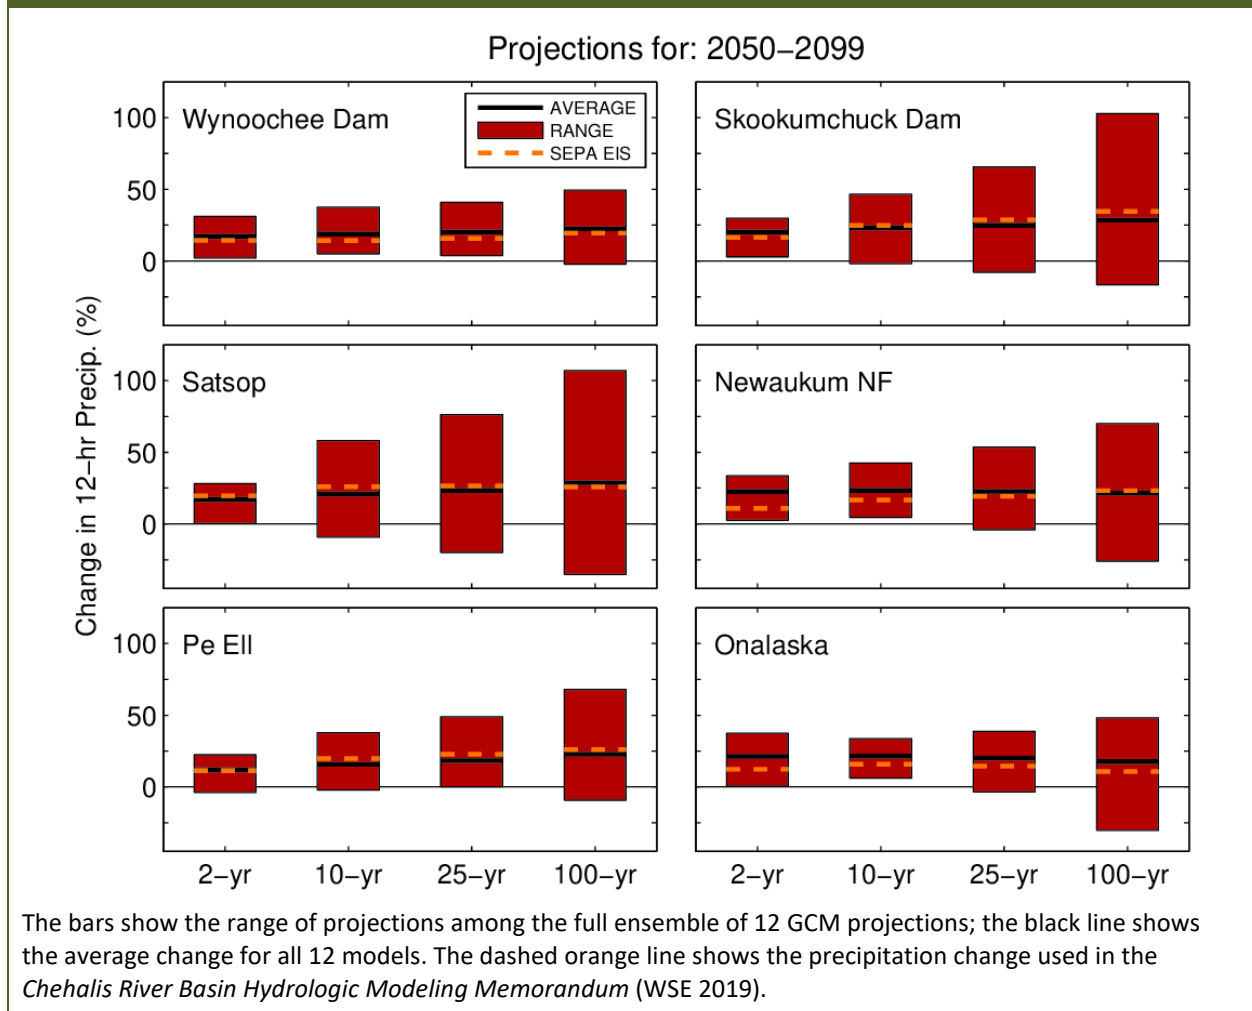 Projections for: 2050–2099
Wynoochee Dam
AVERAGE
RANGE
SEPA EIS
Skookumchuck Dam
100
50
0
Change in 12–hr Precip. (%)
Satsop
Newaukum NF
100
50
0
Pe Ell
Onalaska
100
50
0
2–yr 10–yr 25–yr 100–yr 2–yr 10–yr 25–yr 100–yr
The bars show the range of projections among the full ensemble of 12 GCM projections; the black line shows
the average change for all 12 models. The dashed orange line shows the precipitation change used in the
Chehalis River Basin Hydrologic Modeling Memorandum (WSE 2019).